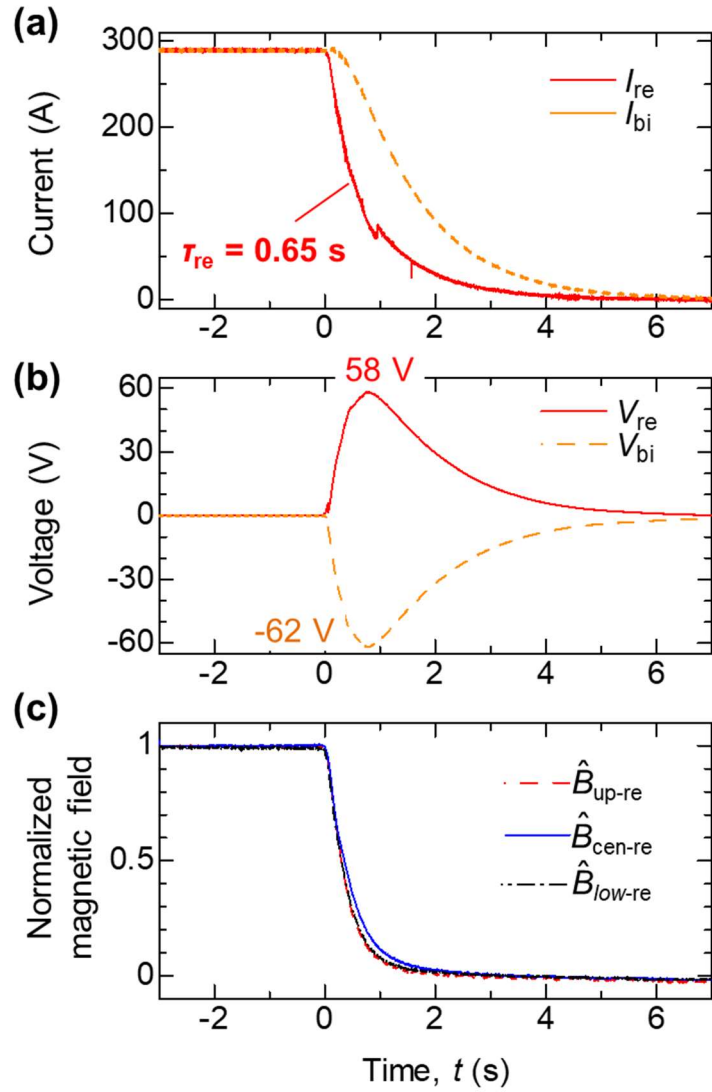 (a)
300
200
100
0
Current (A)
I_re
I_bi
τ_re = 0.65 s
-2 0 2 4 6
(b)
58 V
60
30
0
-30
-60
Voltage (V)
V_re
V_bi
-62 V
-2 0 2 4 6
(c)
1
0.5
0
Normalized
magnetic field
B̂_up-re
B̂_cen-re
B̂_low-re
-2 0 2 4 6
Time, t (s)